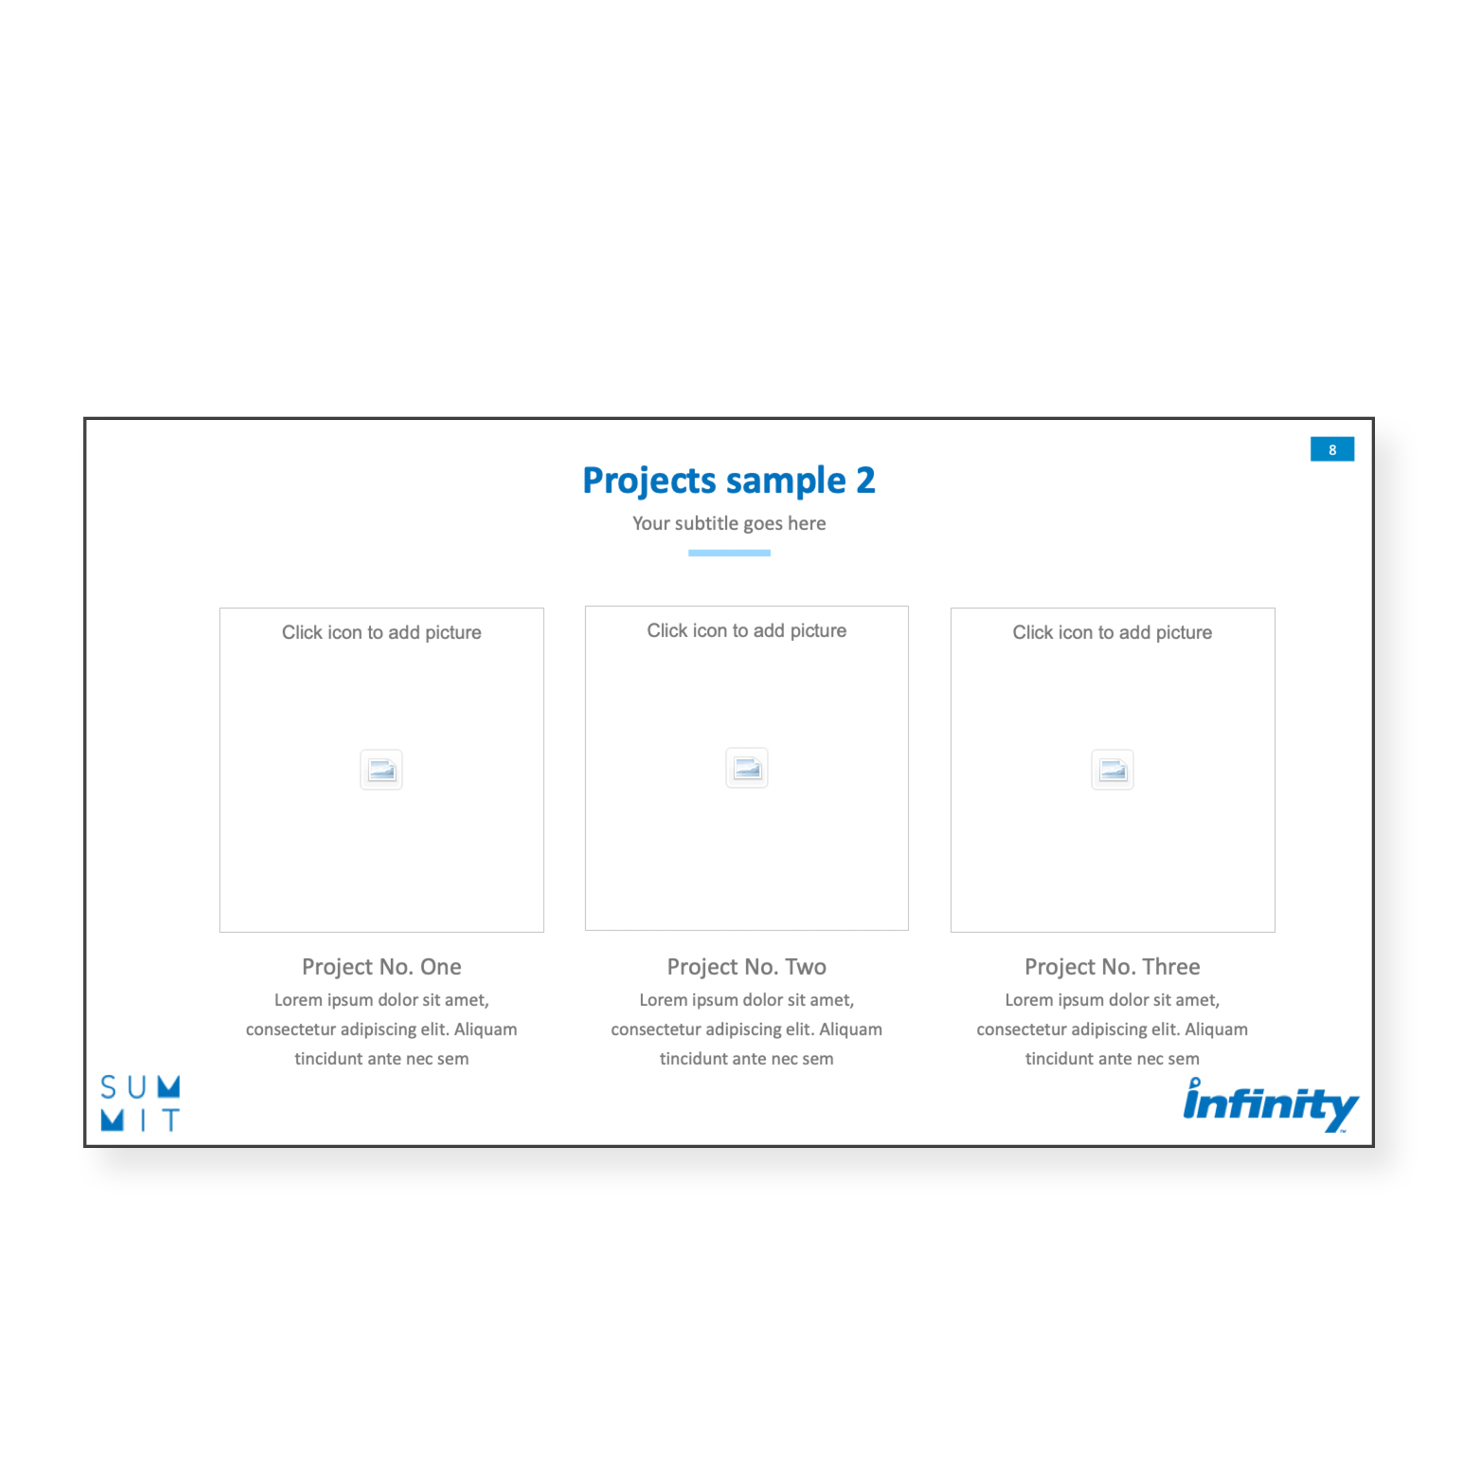 8
Projects sample 2
Your subtitle goes here
Click icon to add picture
Click icon to add picture
Click icon to add picture
Project No. One
Lorem ipsum dolor sit amet,
consectetur adipiscing elit. Aliquam
tincidunt ante nec sem
Project No. Two
Lorem ipsum dolor sit amet,
consectetur adipiscing elit. Aliquam
tincidunt ante nec sem
Project No. Three
Lorem ipsum dolor sit amet,
consectetur adipiscing elit. Aliquam
tincidunt ante nec sem
SUM
MIT
infinity™